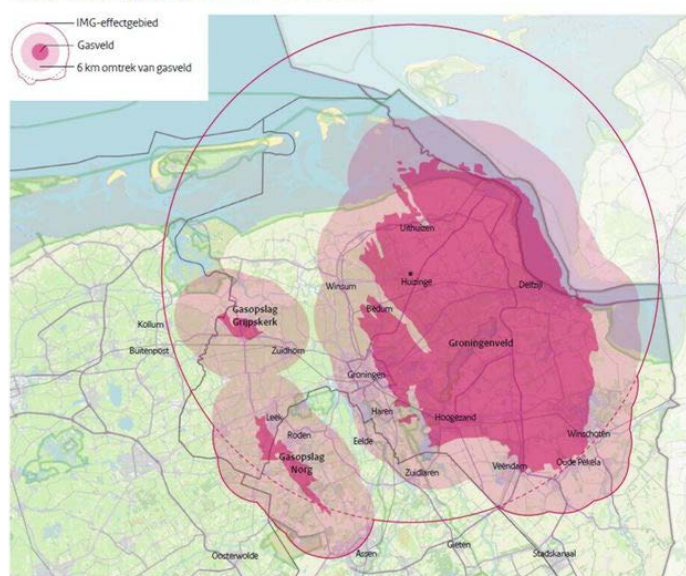 IMG-effectgebied
Gasveld
6 km omtrek van gasveld
Uithuizen
Huizinge
Delfzijl
Winsum
Bedum
Gasopslag
Grijpskerk
Kollum
Buitenpost
Zuidhorn
Groningenveld
Groningen
Haren
Hoogezand
Leek
Roden
Eelde
Winschoten
Gasopslag
Norg
Zuidlaren
Veendam
Oude Pekela
Oosterwolde
Assen
Gieten
Stadskanaal